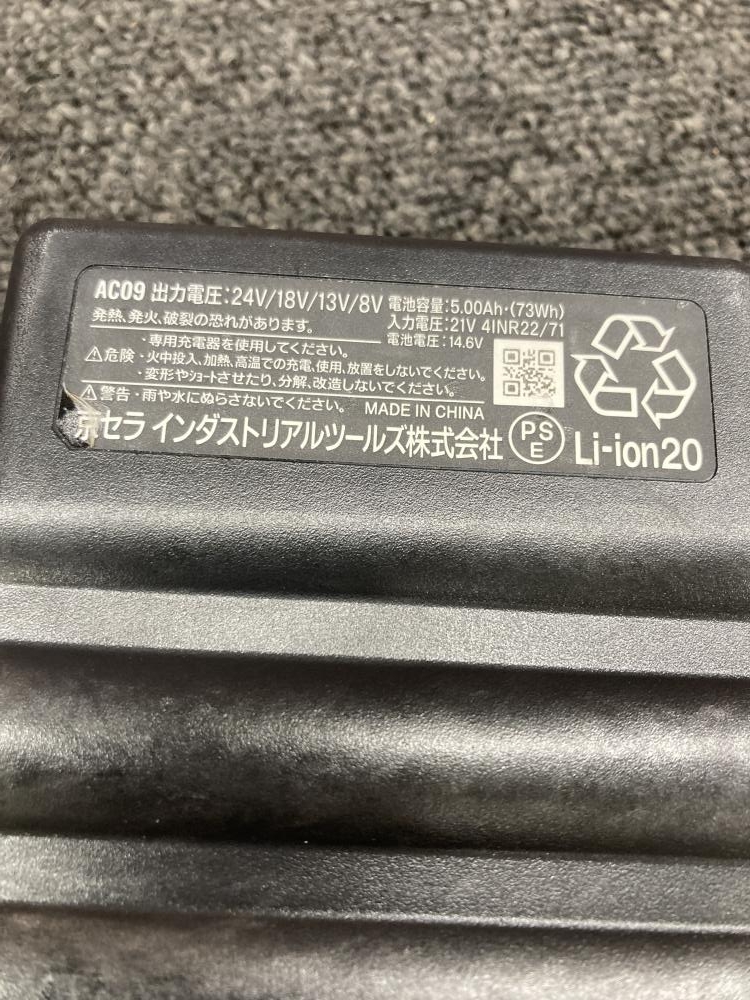 AC09 出力電圧:24V/18V/13V/8V 電池容量:5.00Ah・(73Wh)
発熱、発火、破裂の恐れがあります。 入力電圧:21V 4INR22/71
・専用充電器を使用してください。 電池電圧:14.6V
⚠危険・火中投入、加熱、高温での充電、使用、放置をしないでください。
・変形やショートさせたり、分解、改造しないでください。
⚠警告・雨や水にぬらさないでください。 MADE IN CHINA
京セラ インダストリアルツールズ株式会社 PSE Li-ion20